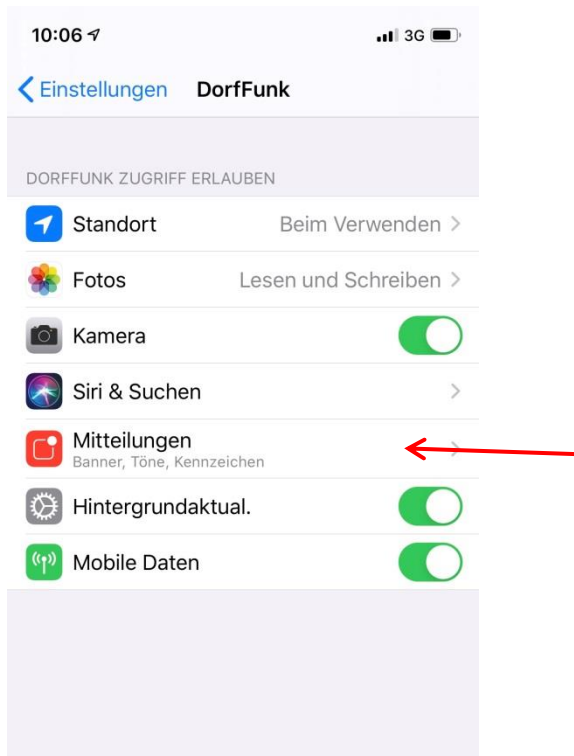 10:06
3G
Einstellungen DorfFunk
DORFFUNK ZUGRIFF ERLAUBEN
Standort Beim Verwenden
Fotos Lesen und Schreiben
Kamera
Siri & Suchen
Mitteilungen
Banner, Töne, Kennzeichen
Hintergrundaktual.
Mobile Daten